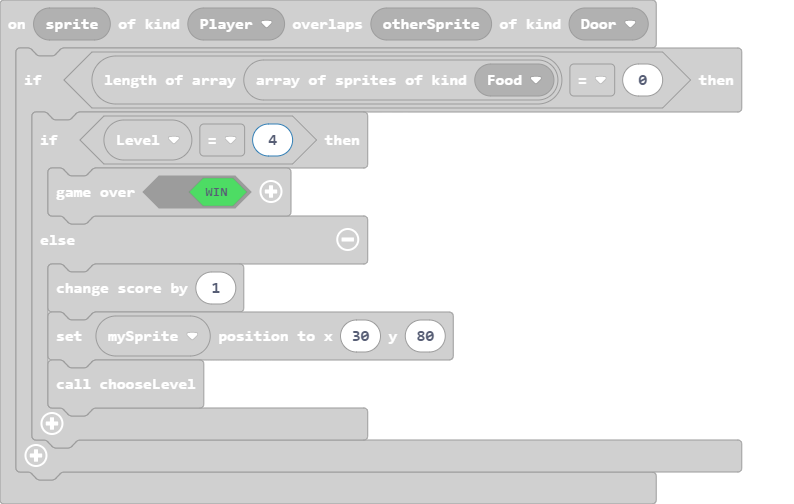 on sprite of kind Player overlaps otherSprite of kind Door
if length of array array of sprites of kind Food = 0 then
if Level = 4 then
game over WIN
else
change score by 1
set mySprite position to x 30 y 80
call chooseLevel